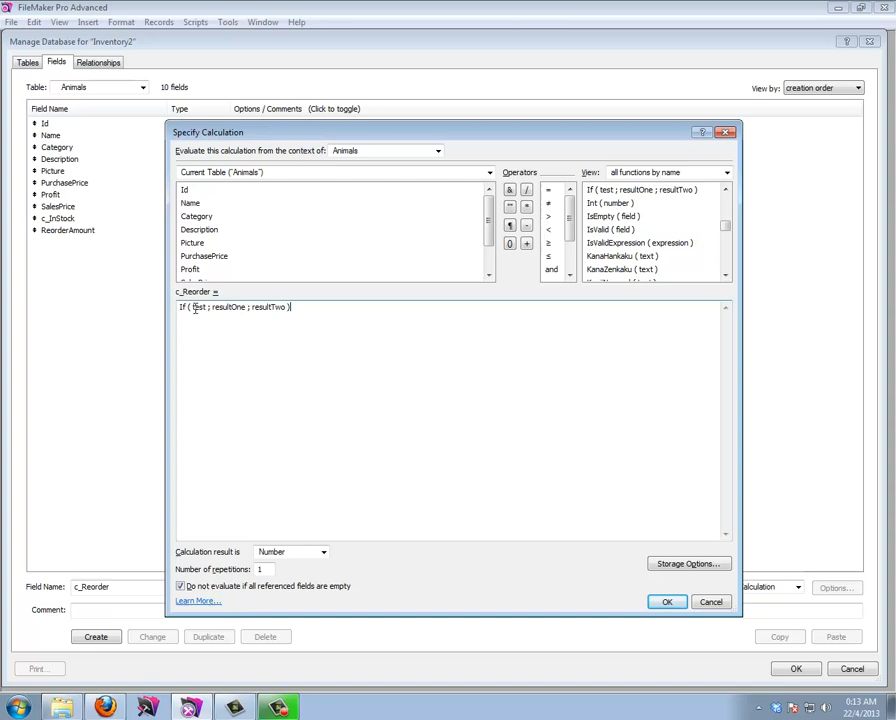 FileMaker Pro Advanced
File Edit View Insert Format Records Scripts Tools Window Help
Manage Database for "Inventory2"
Tables Fields Relationships
Table: Animals 10 fields View by: creation order
Field Name Type Options / Comments (Click to toggle)
Id
Name
Category
Description
Picture
PurchasePrice
Profit
SalesPrice
c_InStock
ReorderAmount
Specify Calculation
Evaluate this calculation from the context of: Animals
Current Table ("Animals") Operators View: all functions by name
Id & / = If ( test ; resultOne ; resultTwo )
Name "" * ≠ Int ( number )
Category > IsEmpty ( field )
Description ¶ - < IsValid ( field )
Picture () + ≥ IsValidExpression ( expression )
PurchasePrice ≤ KanaHankaku ( text )
Profit and KanaZenkaku ( text )
c_Reorder =
If ( test ; resultOne ; resultTwo )
Calculation result is Number
Number of repetitions: 1 Storage Options...
Do not evaluate if all referenced fields are empty
Learn More... OK Cancel
Field Name: c_Reorder alculation Options...
Comment:
Create Change Duplicate Delete Copy Paste
Print... OK Cancel
0:13 AM
22/4/2013